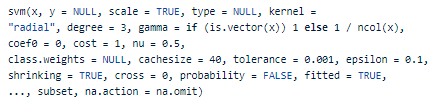 svm(x, y = NULL, scale = TRUE, type = NULL, kernel =
"radial", degree = 3, gamma = if (is.vector(x)) 1 else 1 / ncol(x),
coef0 = 0, cost = 1, nu = 0.5,
class.weights = NULL, cachesize = 40, tolerance = 0.001, epsilon = 0.1,
shrinking = TRUE, cross = 0, probability = FALSE, fitted = TRUE,
..., subset, na.action = na.omit)